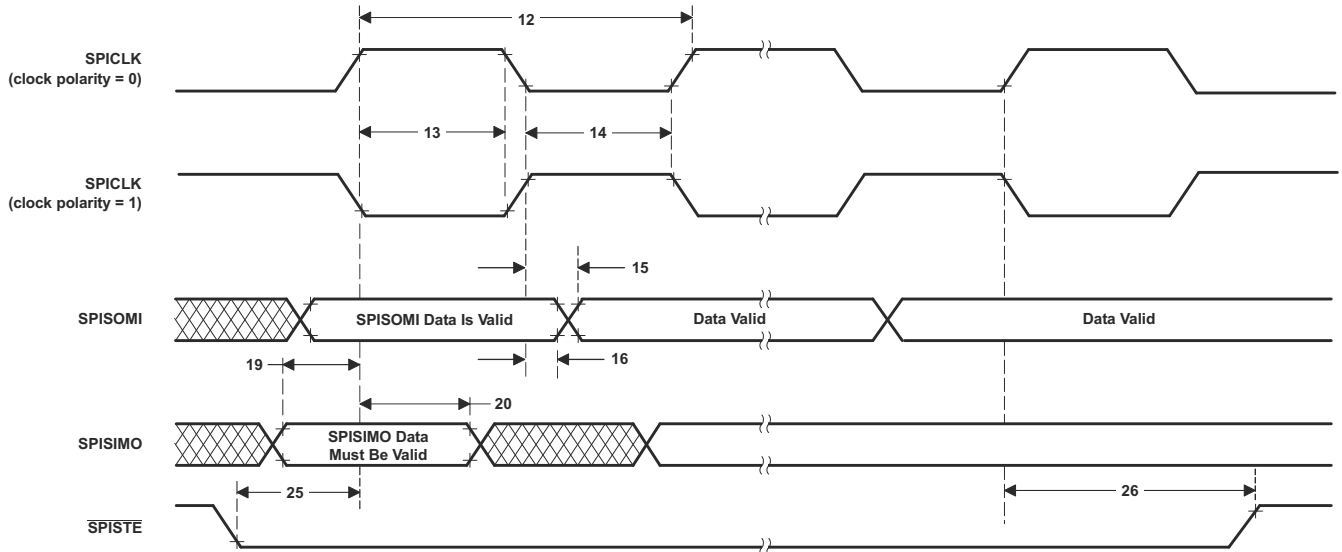 12
SPICLK
(clock polarity = 0)
13
14
SPICLK
(clock polarity = 1)
15
SPISOMI
SPISOMI Data Is Valid
Data Valid
Data Valid
19
16
20
SPISIMO
SPISIMO Data
Must Be Valid
25
26
SPISTE